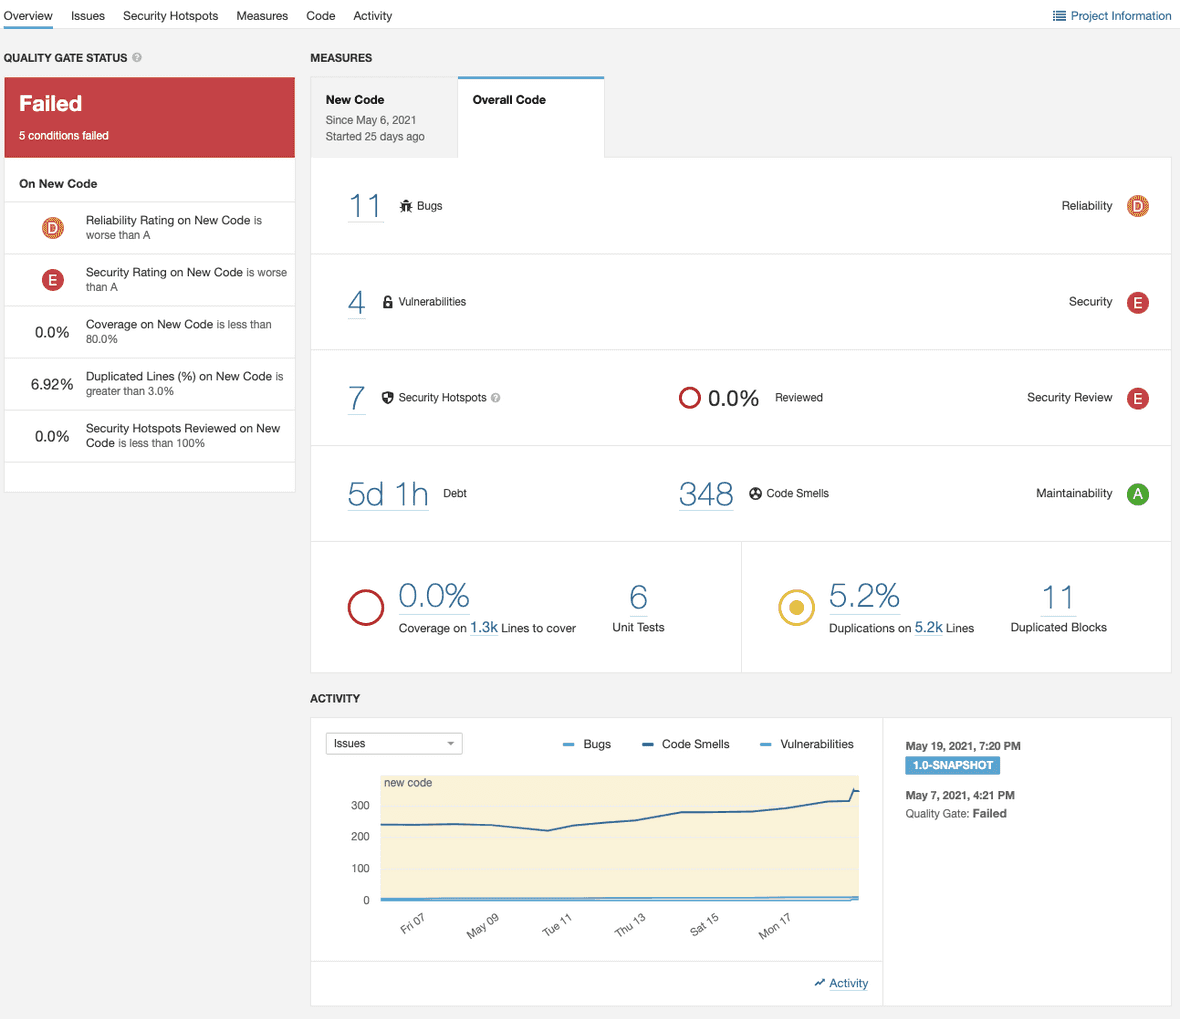 Overview Issues Security Hotspots Measures Code Activity Project Information
QUALITY GATE STATUS ?
Failed
5 conditions failed
On New Code
D Reliability Rating on New Code is
worse than A
E Security Rating on New Code is worse
than A
0.0% Coverage on New Code is less than
80.0%
6.92% Duplicated Lines (%) on New Code is
greater than 3.0%
0.0% Security Hotspots Reviewed on New
Code is less than 100%
MEASURES
New Code
Since May 6, 2021
Started 25 days ago
Overall Code
11 Bugs Reliability D
4 Vulnerabilities Security E
7 Security Hotspots ? 0.0% Reviewed Security Review E
5d 1h Debt 348 Code Smells Maintainability A
0.0%
Coverage on 1.3k Lines to cover
6
Unit Tests
5.2%
Duplications on 5.2k Lines
11
Duplicated Blocks
ACTIVITY
Issues Bugs Code Smells Vulnerabilities
new code
300
200
100
0
Fri 07 May 09 Tue 11 Thu 13 Sat 15 Mon 17
Activity
May 19, 2021, 7:20 PM
1.0-SNAPSHOT
May 7, 2021, 4:21 PM
Quality Gate: Failed